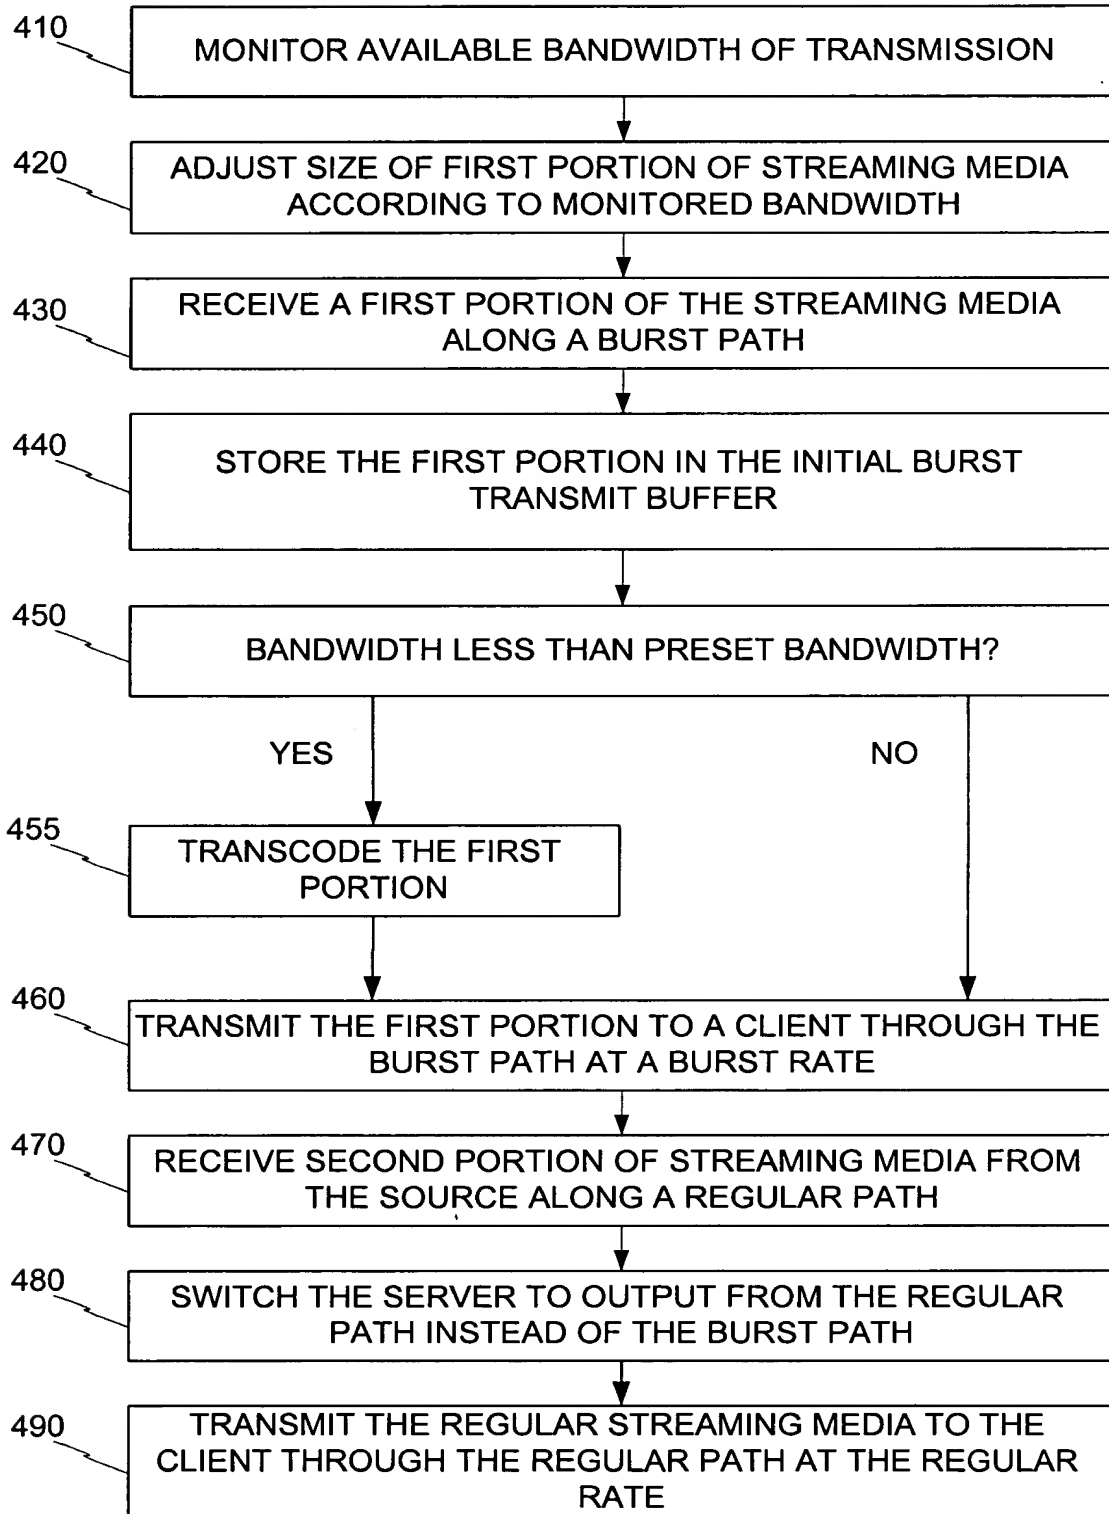 410
MONITOR AVAILABLE BANDWIDTH OF TRANSMISSION
420
ADJUST SIZE OF FIRST PORTION OF STREAMING MEDIA
ACCORDING TO MONITORED BANDWIDTH
430
RECEIVE A FIRST PORTION OF THE STREAMING MEDIA
ALONG A BURST PATH
440
STORE THE FIRST PORTION IN THE INITIAL BURST
TRANSMIT BUFFER
450
BANDWIDTH LESS THAN PRESET BANDWIDTH?
YES
NO
455
TRANSCODE THE FIRST
PORTION
460
TRANSMIT THE FIRST PORTION TO A CLIENT THROUGH THE
BURST PATH AT A BURST RATE
470
RECEIVE SECOND PORTION OF STREAMING MEDIA FROM
THE SOURCE ALONG A REGULAR PATH
480
SWITCH THE SERVER TO OUTPUT FROM THE REGULAR
PATH INSTEAD OF THE BURST PATH
490
TRANSMIT THE REGULAR STREAMING MEDIA TO THE
CLIENT THROUGH THE REGULAR PATH AT THE REGULAR
RATE